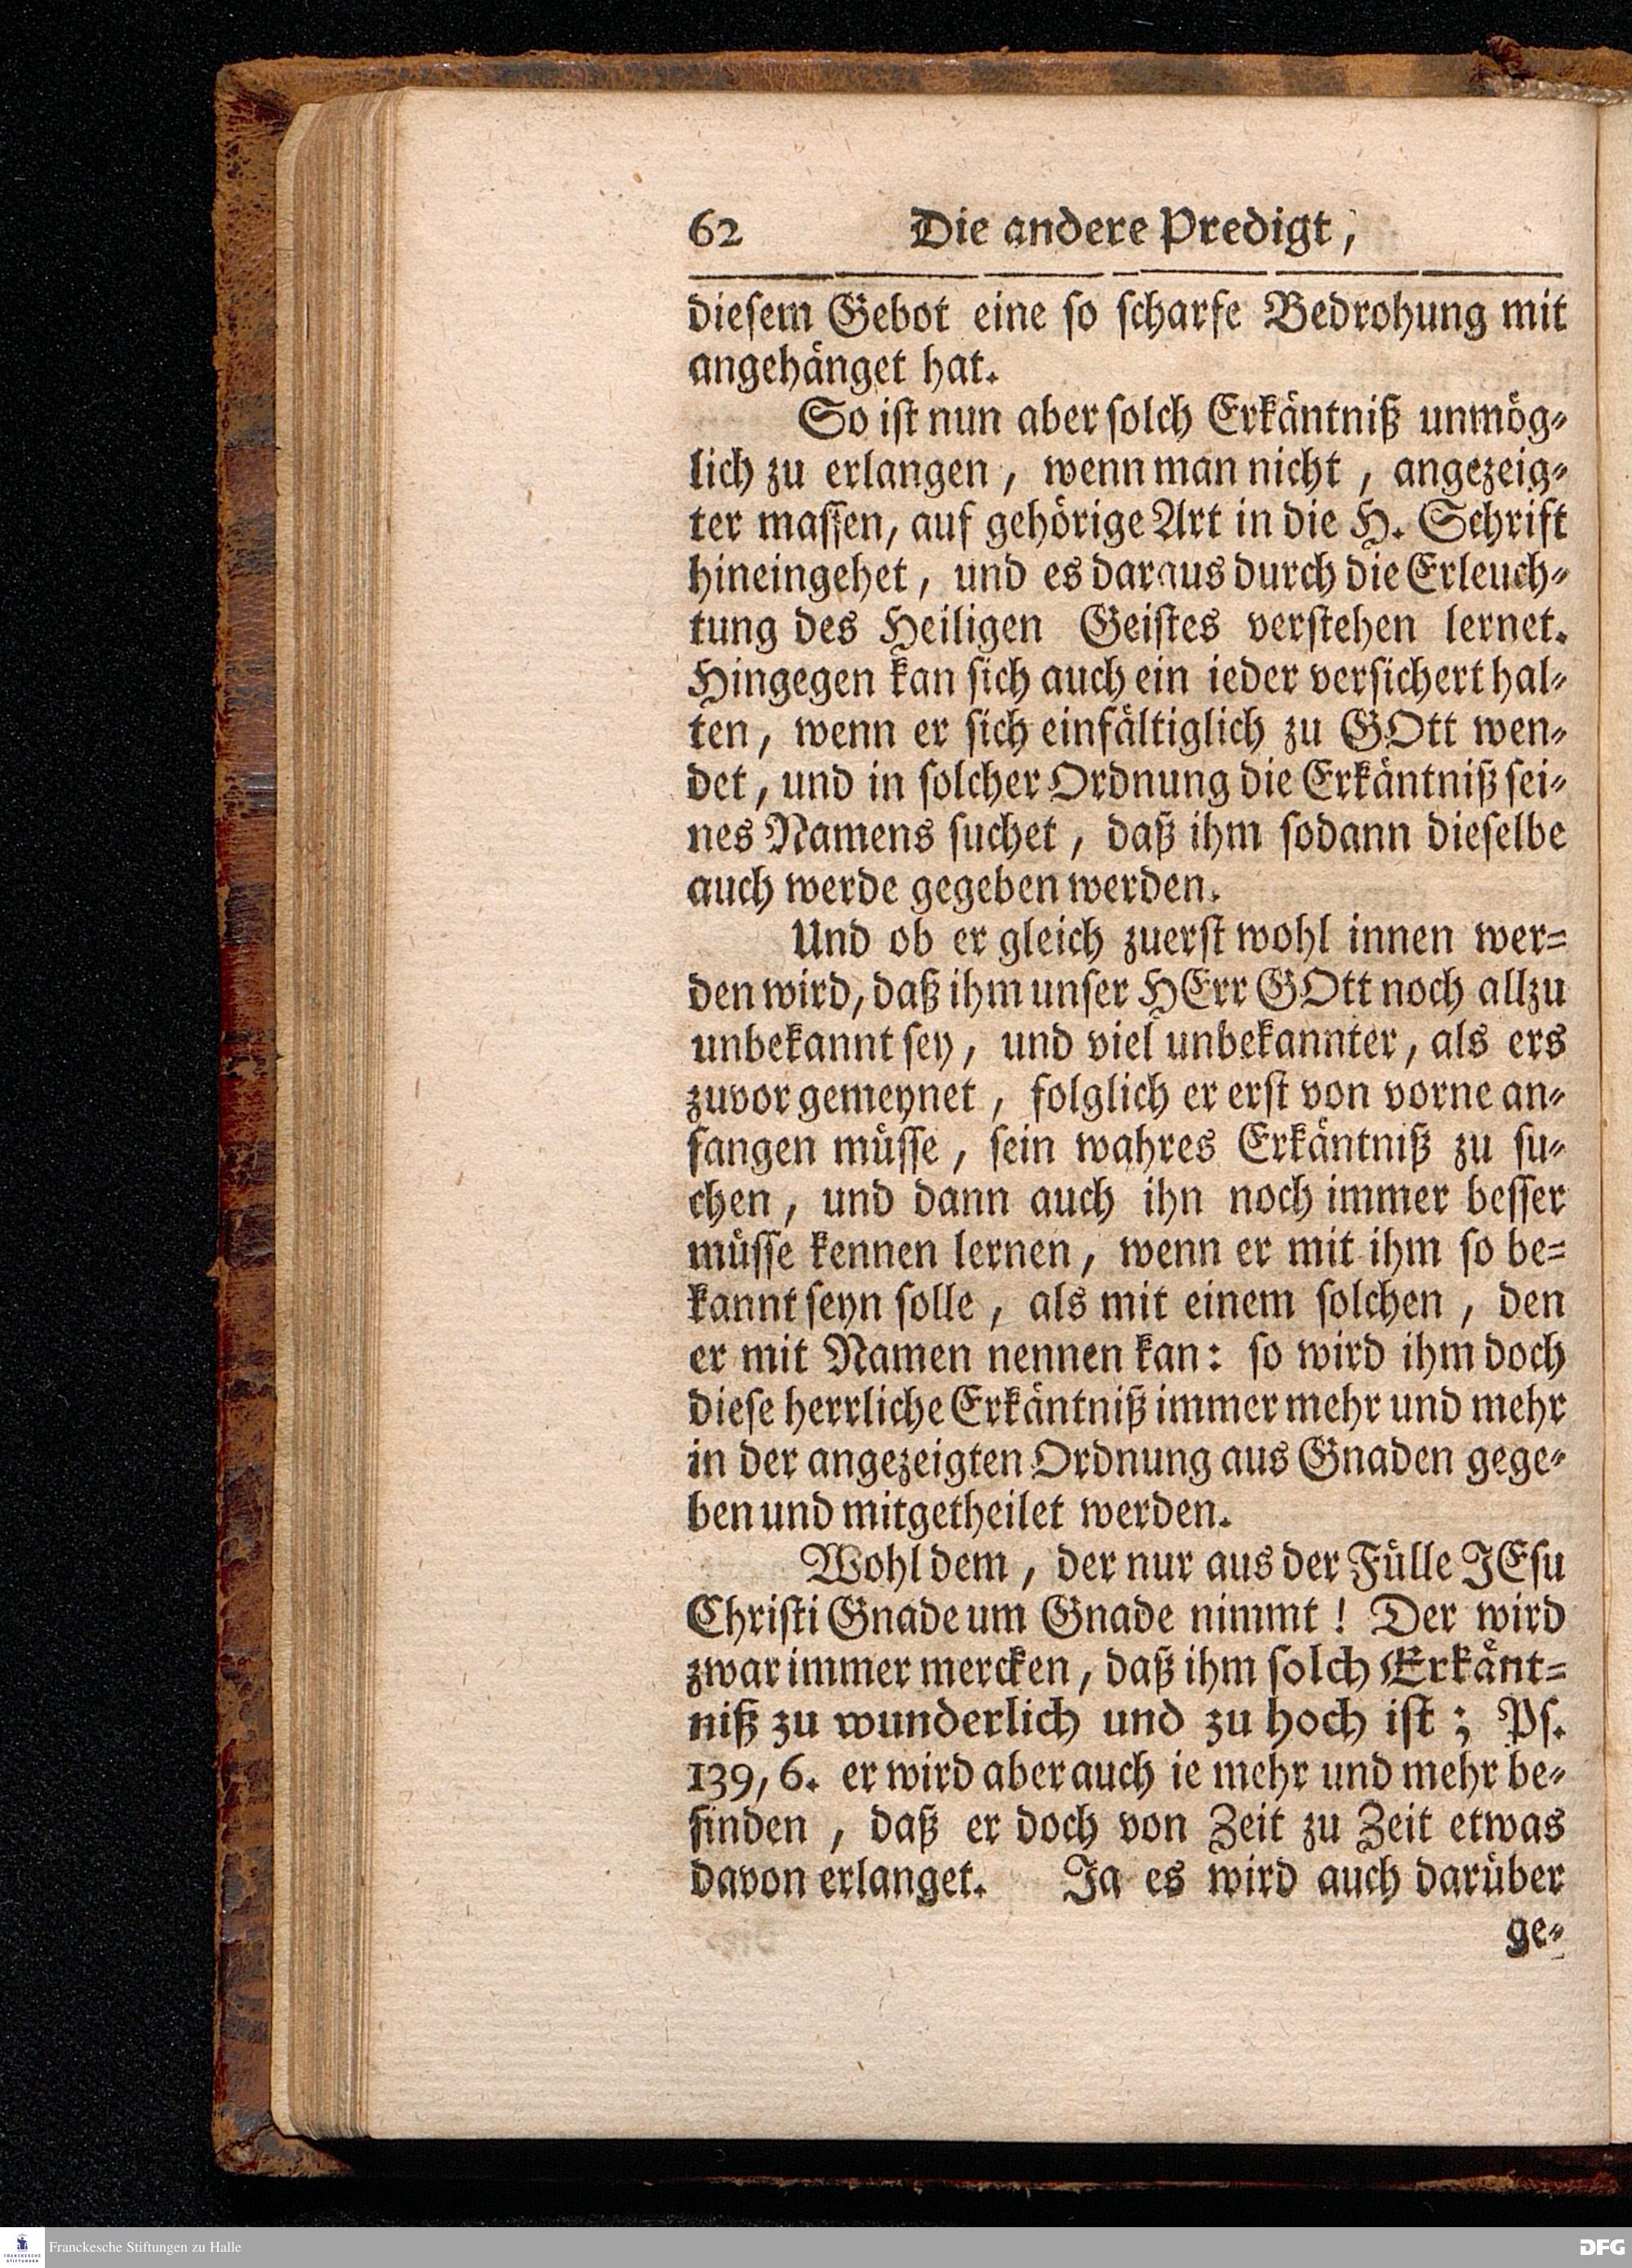 62 Die andere Predigt,
diesem Gebot eine so scharfe Bedrohung mit
angehänget hat.
So ist nun aber solch Erkäntniß unmög-
lich zu erlangen, wenn man nicht, angezeig-
ter massen, auf gehörige Art in die H. Schrift
hineingehet, und es daraus durch die Erleuch-
tung des Heiligen Geistes verstehen lernet.
Hingegen kan sich auch ein ieder versichert hal-
ten, wenn er sich einfältiglich zu GOtt wen-
det, und in solcher Ordnung die Erkäntniß sei-
nes Namens suchet, daß ihm sodann dieselbe
auch werde gegeben werden.
Und ob er gleich zuerst wohl innen wer-
den wird, daß ihm unser HErr GOtt noch allzu
unbekannt sey, und viel unbekannter, als ers
zuvor gemeynet, folglich er erst von vorne an-
fangen müsse, sein wahres Erkäntniß zu su-
chen, und dann auch ihn noch immer besser
müsse kennen lernen, wenn er mit ihm so be-
kannt seyn solle, als mit einem solchen, den
er mit Namen nennen kan: so wird ihm doch
diese herrliche Erkäntniß immer mehr und mehr
in der angezeigten Ordnung aus Gnaden gege-
ben und mitgetheilet werden.
Wohl dem, der nur aus der Fülle JEsu
Christi Gnade um Gnade nimmt! Der wird
zwar immer mercken, daß ihm solch Erkänt-
niß zu wunderlich und zu hoch ist; Ps.
139, 6. er wird aber auch ie mehr und mehr be-
finden, daß er doch von Zeit zu Zeit etwas
davon erlanget. Ja es wird auch darüber
ge-
FRANCKESCHE STIFTUNGEN
Franckesche Stiftungen zu Halle
DFG